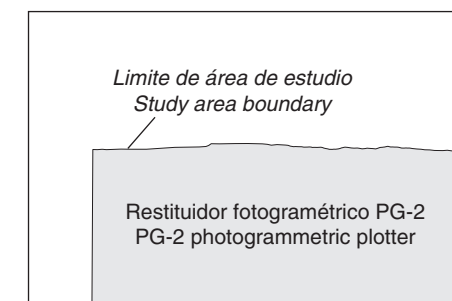 Limite de área de estudio
Study area boundary
Restituidor fotogramétrico PG-2
PG-2 photogrammetric plotter